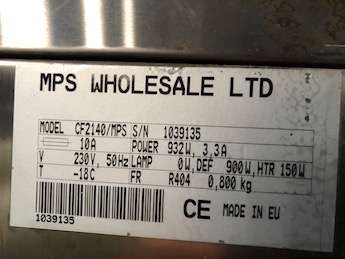 MPS WHOLESALE LTD
MODEL CF2140/MPS S/N 1039135
10A POWER 932W, 3.3A
V 230V, 50Hz LAMP 0W, DEF 900W, HTR 150W
T -18C FR R404 0,800 kg
1039135
CE MADE IN EU